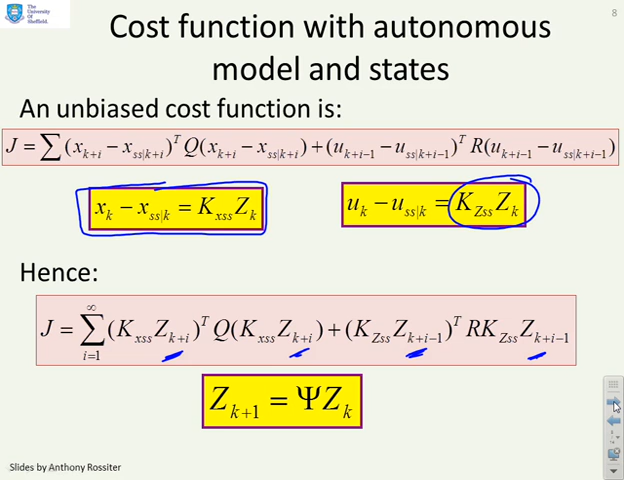 The University Of Sheffield.
8
Cost function with autonomous
model and states
An unbiased cost function is:
J = ∑ (x_{k+i} − x_{ss|k+i})^T Q(x_{k+i} − x_{ss|k+i}) + (u_{k+i−1} − u_{ss|k+i−1})^T R(u_{k+i−1} − u_{ss|k+i−1})
x_k − x_{ss|k} = K_{xss} Z_k
u_k − u_{ss|k} = K_{Zss} Z_k
Hence:
J = ∑_{i=1}^{∞} (K_{xss} Z_{k+i})^T Q(K_{xss} Z_{k+i}) + (K_{Zss} Z_{k+i−1})^T RK_{Zss} Z_{k+i−1}
Z_{k+1} = ΨZ_k
Slides by Anthony Rossiter